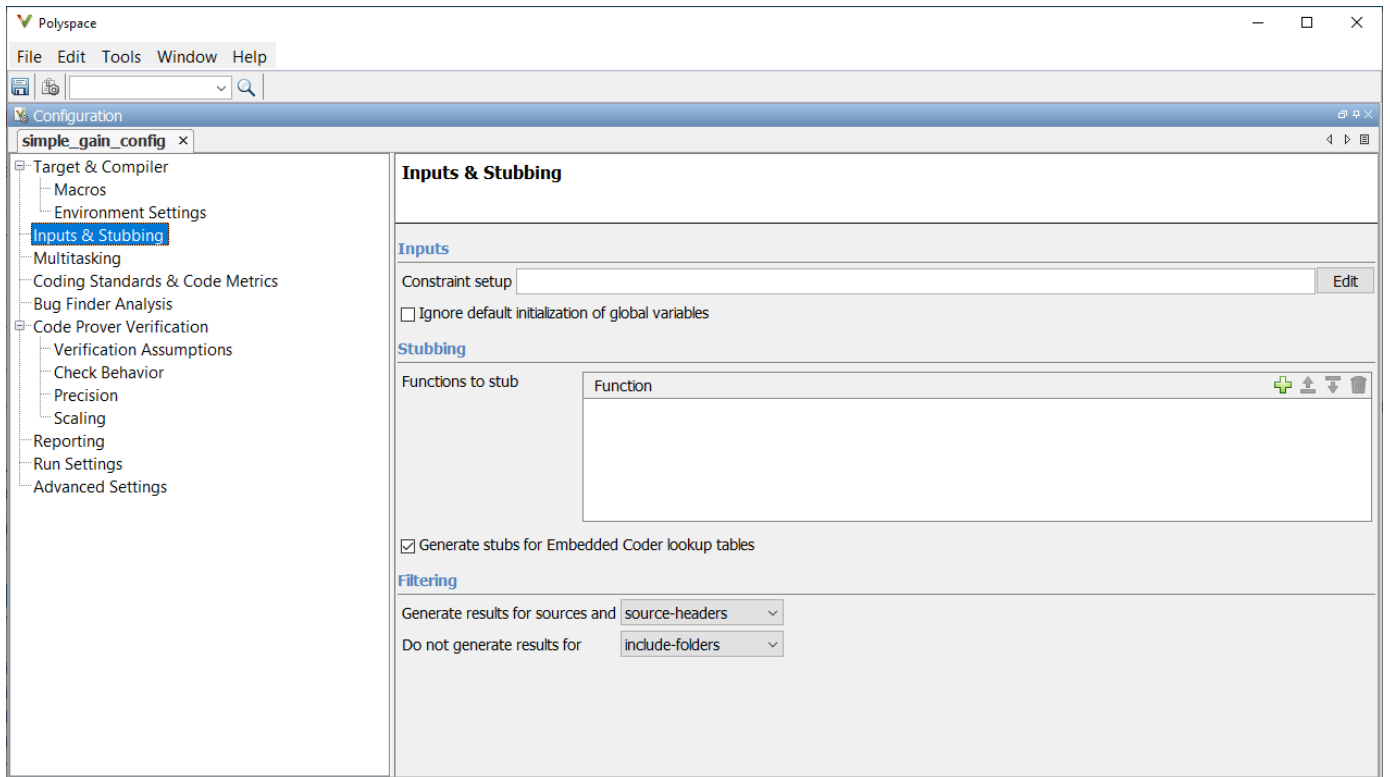 Polyspace
File Edit Tools Window Help
Configuration
simple_gain_config
Target & Compiler
Macros
Environment Settings
Inputs & Stubbing
Multitasking
Coding Standards & Code Metrics
Bug Finder Analysis
Code Prover Verification
Verification Assumptions
Check Behavior
Precision
Scaling
Reporting
Run Settings
Advanced Settings
Inputs & Stubbing
Inputs
Constraint setup Edit
Ignore default initialization of global variables
Stubbing
Functions to stub Function
Generate stubs for Embedded Coder lookup tables
Filtering
Generate results for sources and source-headers
Do not generate results for include-folders